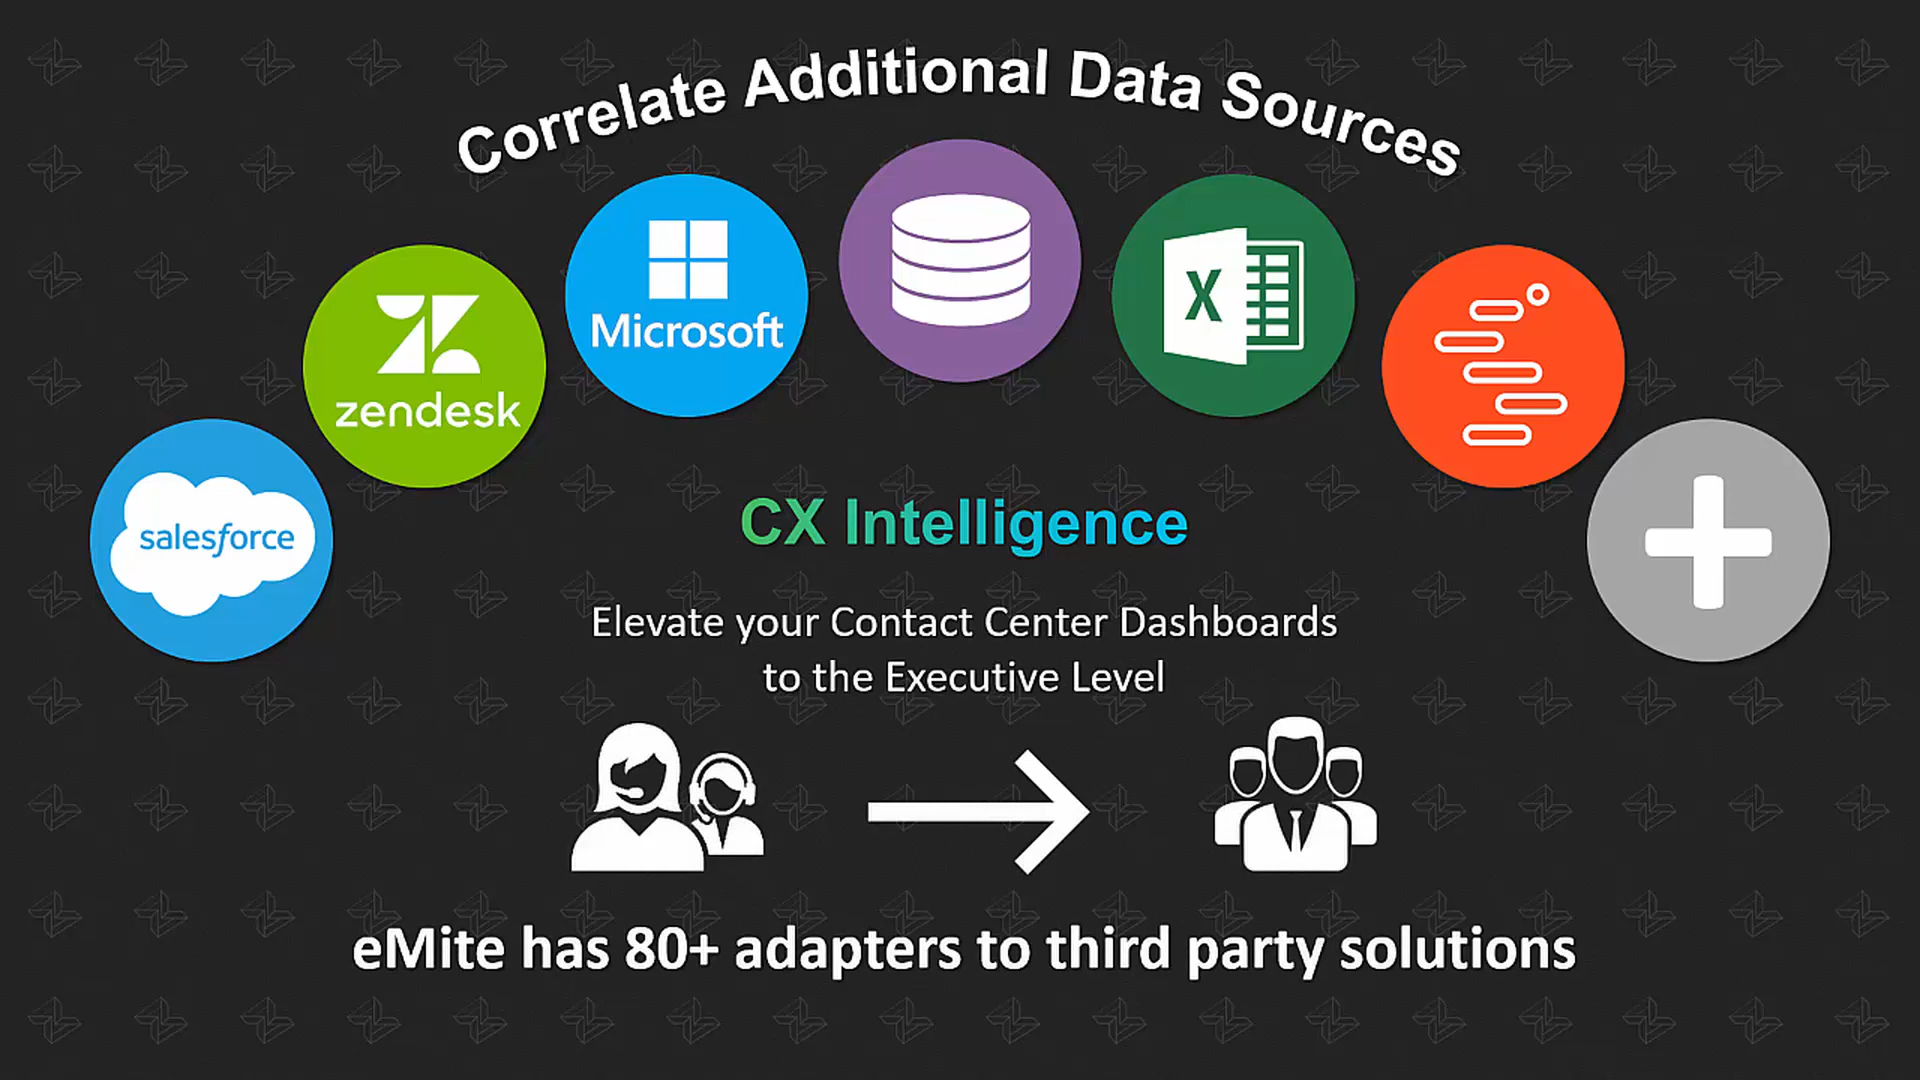 Correlate Additional Data Sources
salesforce
zendesk
Microsoft
X
CX Intelligence
Elevate your Contact Center Dashboards
to the Executive Level
eMite has 80+ adapters to third party solutions